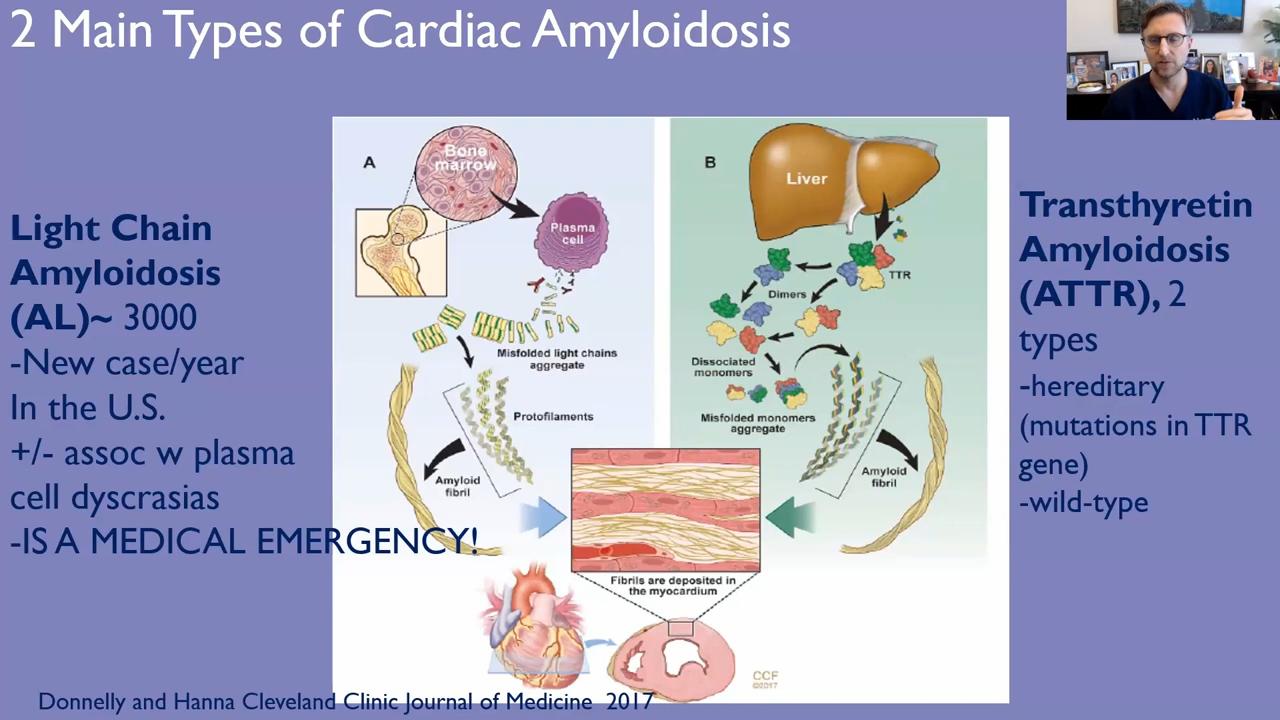 2 Main Types of Cardiac Amyloidosis
Light Chain
Amyloidosis
(AL)~ 3000
-New case/year
In the U.S.
+/- assoc w plasma
cell dyscrasias
-IS A MEDICAL EMERGENCY!
A
Bone
marrow
Plasma
cell
Misfolded light chains
aggregate
Protofilaments
Amyloid
fibril
B
Liver
TTR
Dimers
Dissociated
monomers
Misfolded monomers
aggregate
Amyloid
fibril
Fibrils are deposited in
the myocardium
CCF
©2017
Transthyretin
Amyloidosis
(ATTR), 2
types
-hereditary
(mutations in TTR
gene)
-wild-type
Donnelly and Hanna Cleveland Clinic Journal of Medicine 2017